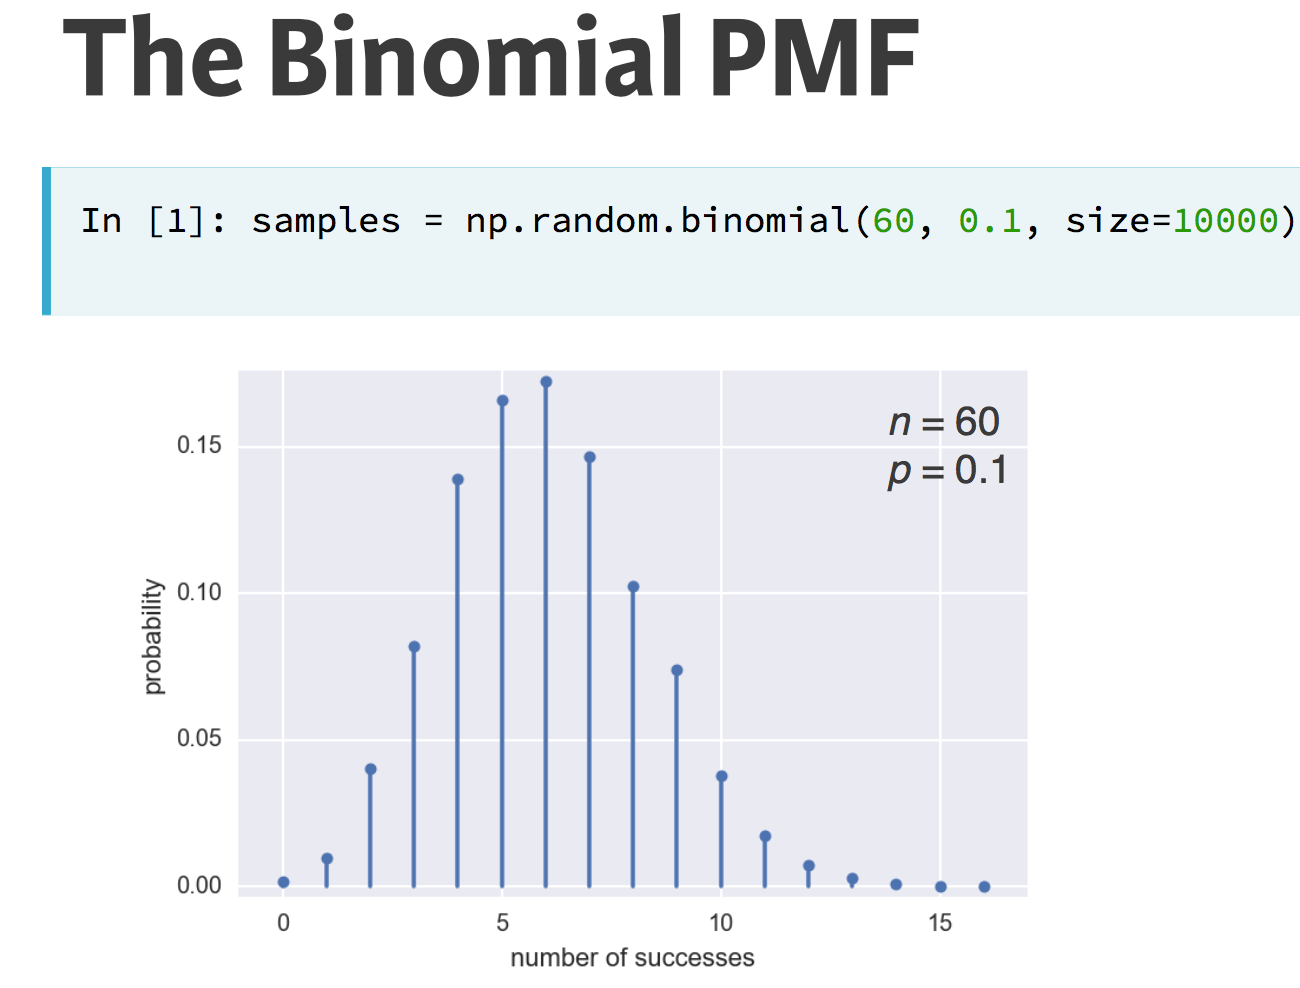 The Binomial PMF
In [1]: samples = np.random.binomial(60, 0.1, size=10000)
n = 60
p = 0.1
0.15
0.10
0.05
0.00
probability
0 5 10 15
number of successes